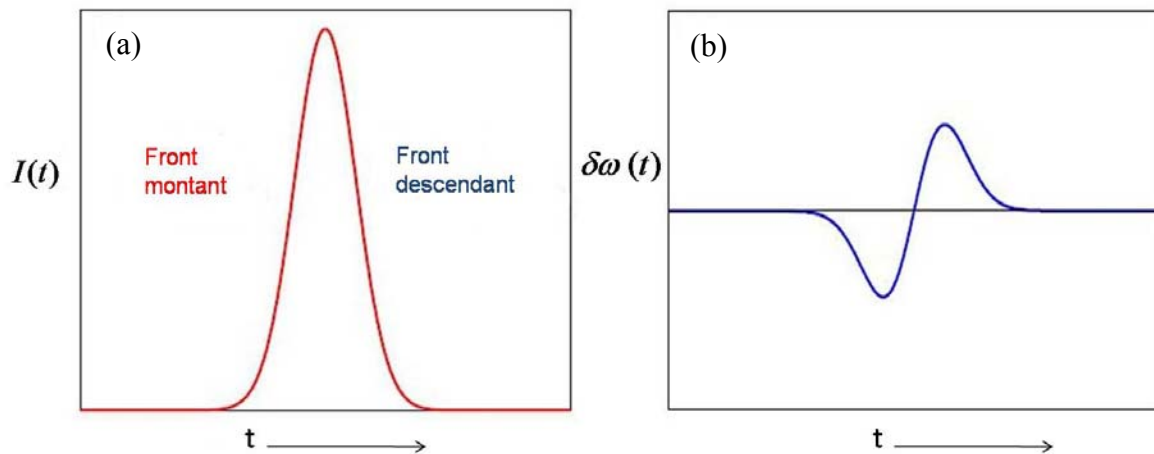 (a)
I(t)
Front
montant
Front
descendant
t
(b)
δω (t)
t